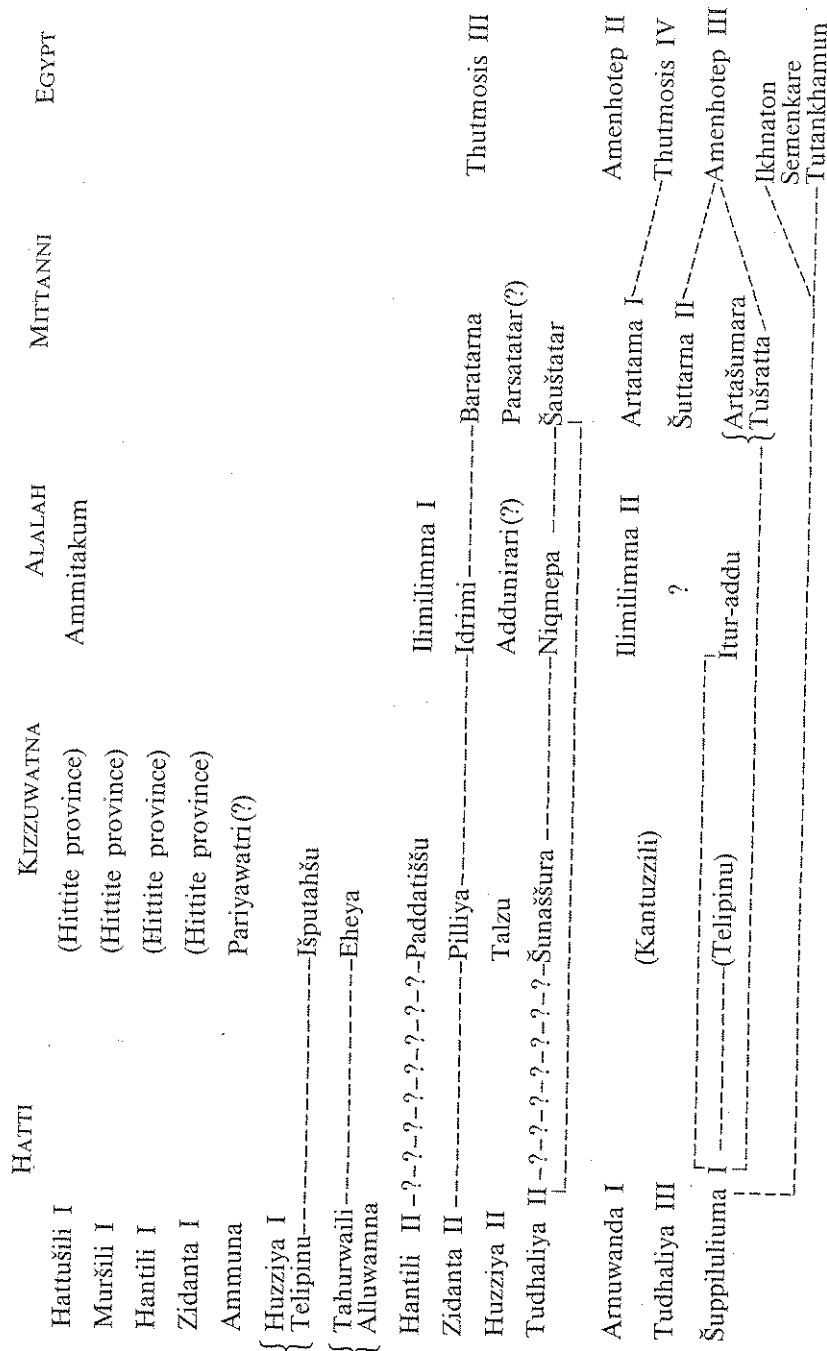 HATTI KIZZUWATNA ALALAH MITTANNI EGYPT
Hattušili I (Hittite province) Ammitakum
Muršili I (Hittite province)
Hantili I (Hittite province)
Zidanta I (Hittite province)
Ammuna Pariyawatri(?)
{Huzziya I
{Telipinu-----Išputahšu
{Tahurwaili-----Eheya
{Alluwamna
Hantili II -?-?-?-?-?-?-?-Paddatiššu Ilimilimma I
Zidanta II-----Pilliya-----Idrimi-----Baratarna Thutmosis III
Huzziya II Talzu Addunirari(?) Parsatatar(?)
Tudhaliya II -?-?-?-?-?-?-?-Šunaššura-----Niqmepa-----Šauštatar
Arnuwanda I (Kantuzzili) Ilimilimma II Artatama I Amenhotep II
Tudhaliya III ? Šuttarna II Thutmosis IV
Šuppiluliuma I-----(Telipinu) Itur-addu {Artašumara Amenhotep III
{Tušratta
Ikhnaton
Semenkare
Tutankhamun